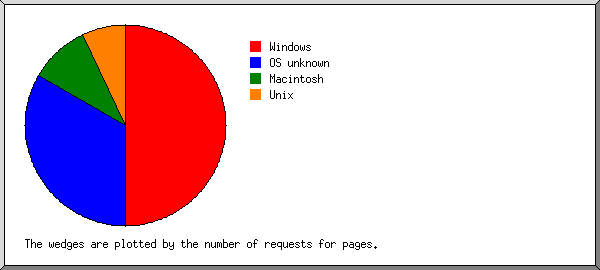 Windows
OS unknown
Macintosh
Unix
The wedges are plotted by the number of requests for pages.